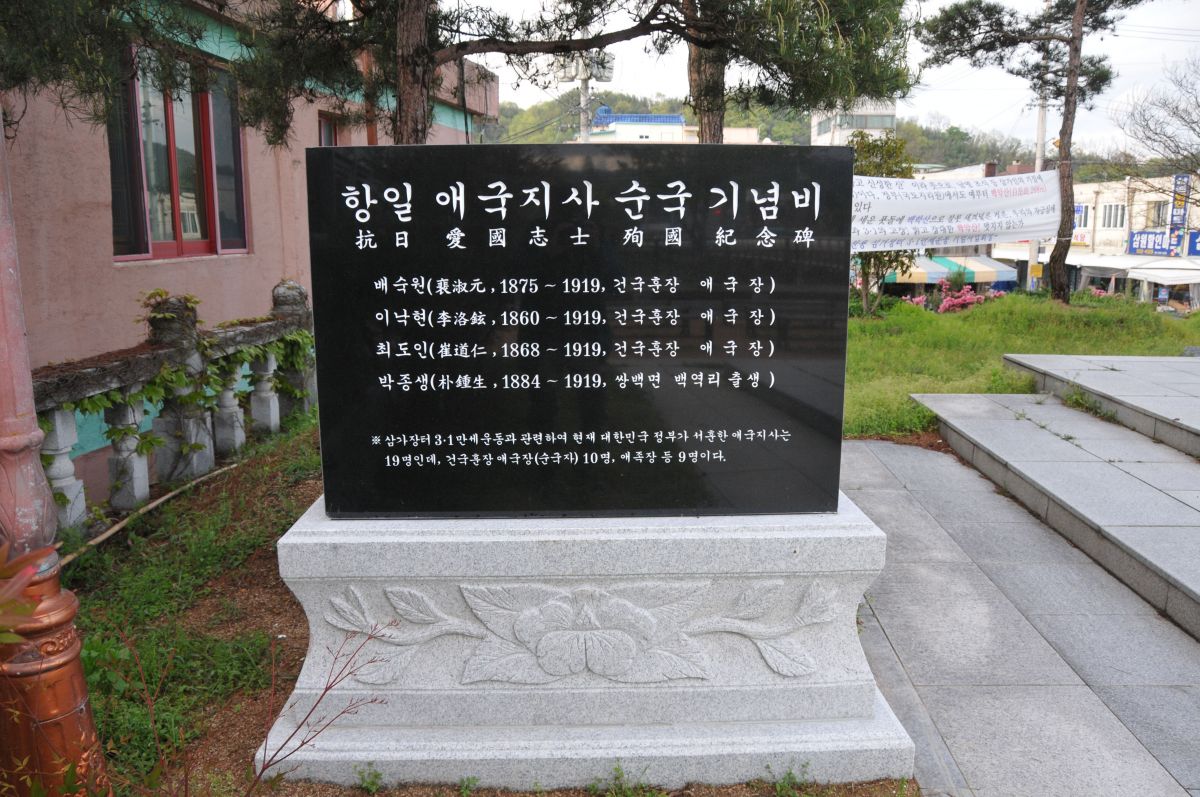 항일 애국지사 순국 기념비
抗日 愛國志士 殉國 紀念碑
배숙원(裵淑元, 1875 ~ 1919, 건국훈장 애국장)
이낙현(李洛鉉, 1860 ~ 1919, 건국훈장 애국장)
최도인(崔道仁, 1868 ~ 1919, 건국훈장 애국장)
박종생(朴鍾生, 1884 ~ 1919, 쌍백면 백역리 출생)
※ 삼가장터 3·1만세운동과 관련하여 현재 대한민국 정부가 서훈한 애국지사는
19명인데, 건국훈장 애국장(순국자) 10명, 애족장 등 9명이다.